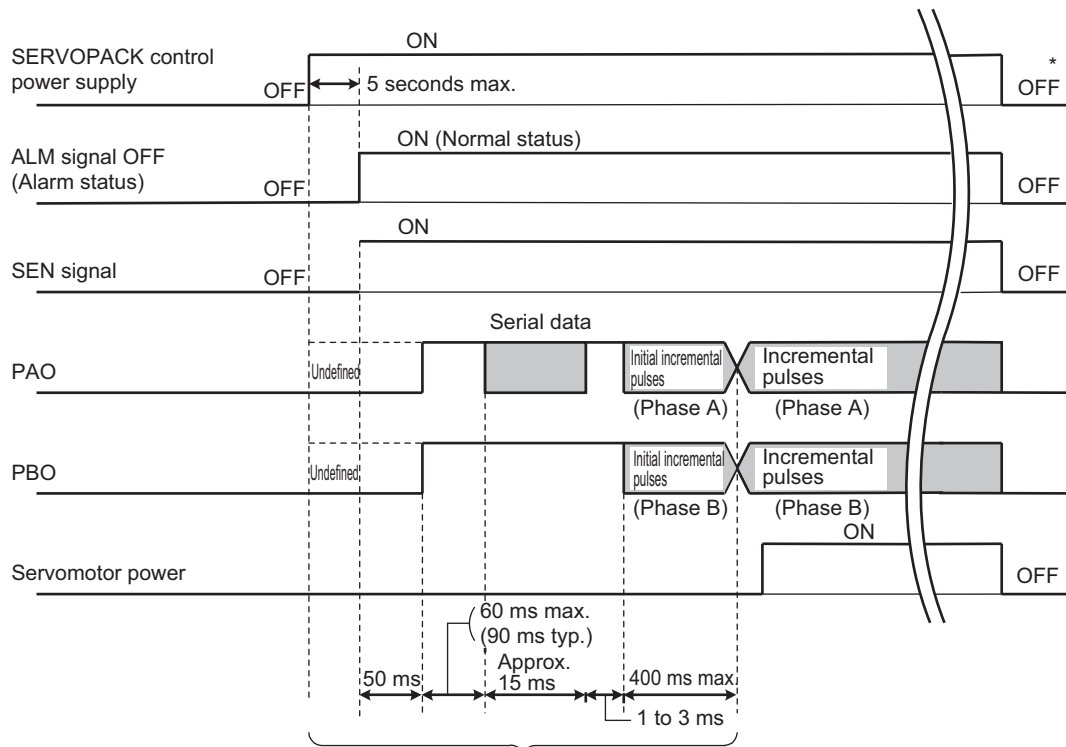 ON
SERVOPACK control
power supply
OFF
5 seconds max.
*
OFF
ON (Normal status)
ALM signal OFF
(Alarm status)
OFF
OFF
ON
SEN signal
OFF
OFF
Serial data
PAO
Undefined
Initial incremental
pulses
(Phase A)
Incremental
pulses
(Phase A)
PBO
Undefined
Initial incremental
pulses
(Phase B)
Incremental
pulses
(Phase B)
ON
Servomotor power
OFF
60 ms max.
(90 ms typ.)
50 ms
Approx.
15 ms
400 ms max.
1 to 3 ms